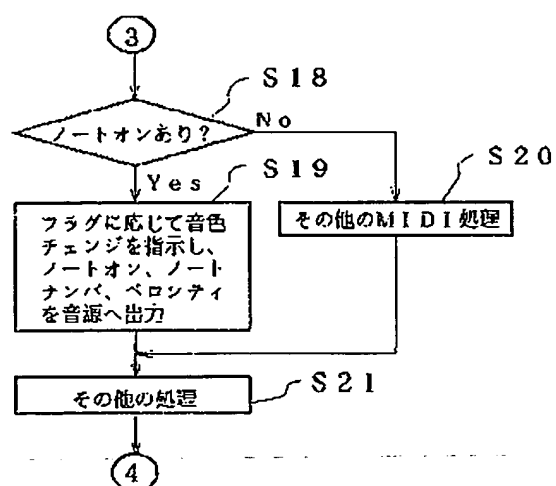 3
S18
ノートオンあり?
No
Yes
S19
S20
フラグに応じて音色
チェンジを指示し、
ノートオン、ノート
ナンバ、ベロシティ
を音源へ出力
その他のMIDI処理
その他の処理
S21
4